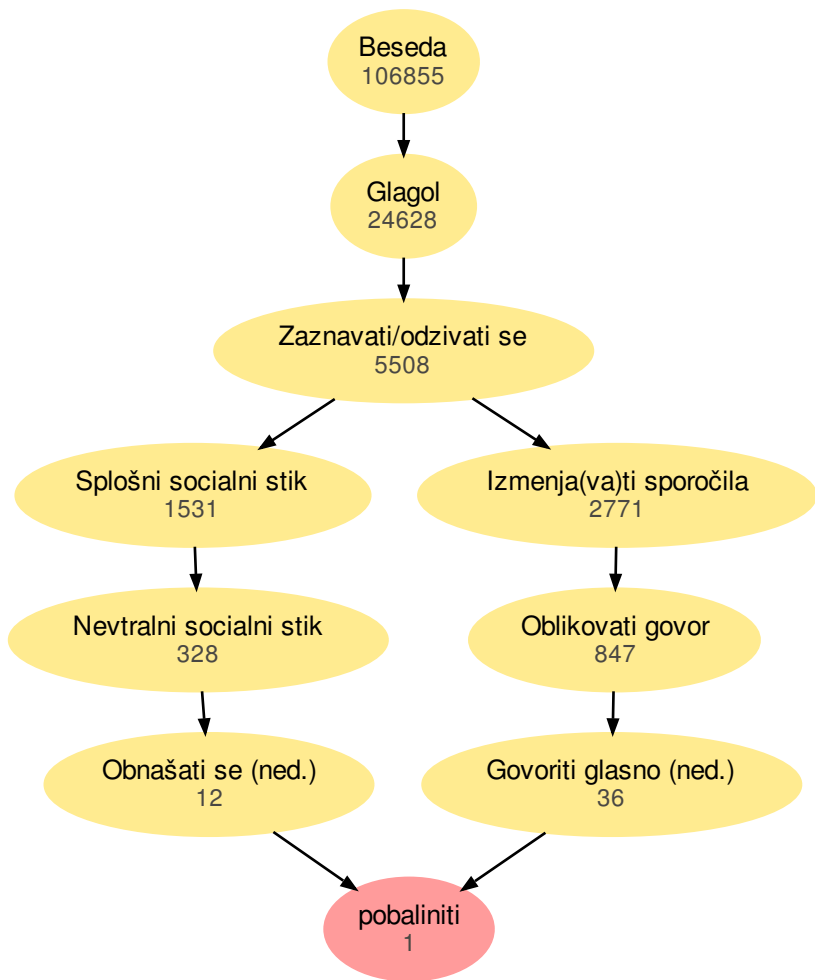 Beseda
106855
Glagol
24628
Zaznavati/odzivati se
5508
Splošni socialni stik
1531
Izmenja(va)ti sporočila
2771
Nevtralni socialni stik
328
Oblikovati govor
847
Obnašati se (ned.)
12
Govoriti glasno (ned.)
36
pobaliniti
1